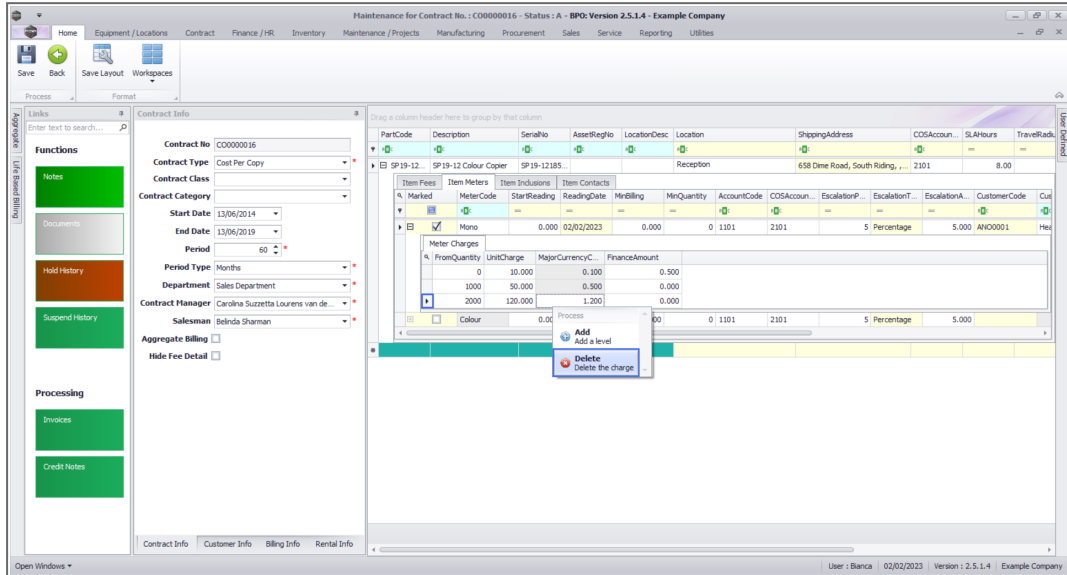 Maintenance for Contract No. : CO0000016 - Status : A - BPO: Version 2.5.1.4 - Example Company
Home Equipment / Locations Contract Finance / HR Inventory Maintenance / Projects Manufacturing Procurement Sales Service Reporting Utilities
Save Back Save Layout Workspaces
Process Format
Links
Enter text to search...
Functions
Notes
Documents
Hold History
Suspend History
Processing
Invoices
Credit Notes
Aggregate
Life Based Billing
Contract Info
Contract No CO0000016
Contract Type Cost Per Copy *
Contract Class
Contract Category
Start Date 13/06/2014
End Date 13/06/2019
Period 60 *
Period Type Months *
Department Sales Department *
Contract Manager Carolina Suzzetta Lourens van de... *
Salesman Belinda Sharman *
Aggregate Billing
Hide Fee Detail
Contract Info Customer Info Billing Info Rental Info
Drag a column header here to group by that column
PartCode Description SerialNo AssetRegNo LocationDesc Location ShippingAddress COSAccoun... SLAHours TravelRadiu
SP19-12... SP19-12 Colour Copier SP19-12185... Reception 658 Dime Road, South Riding, ,... 2101 8.00
Item Fees Item Meters Item Inclusions Item Contacts
Marked MeterCode StartReading ReadingDate MinBilling MinQuantity AccountCode COSAccoun... EscalationP... EscalationT... EscalationA... CustomerCode Cus
Mono 0.000 02/02/2023 0.000 0 1101 2101 5 Percentage 5.000 ANO0001 Hea
Meter Charges
FromQuantity UnitCharge MajorCurrencyC... FinanceAmount
0 10.000 0.100 0.500
1000 50.000 0.500 0.000
2000 120.000 1.200 0.000
Process
Add
Add a level
Delete
Delete the charge
Colour 0.00 00 0 1101 2101 5 Percentage 5.000
User Defined
Open Windows
User : Bianca 02/02/2023 Version : 2.5.1.4 Example Company